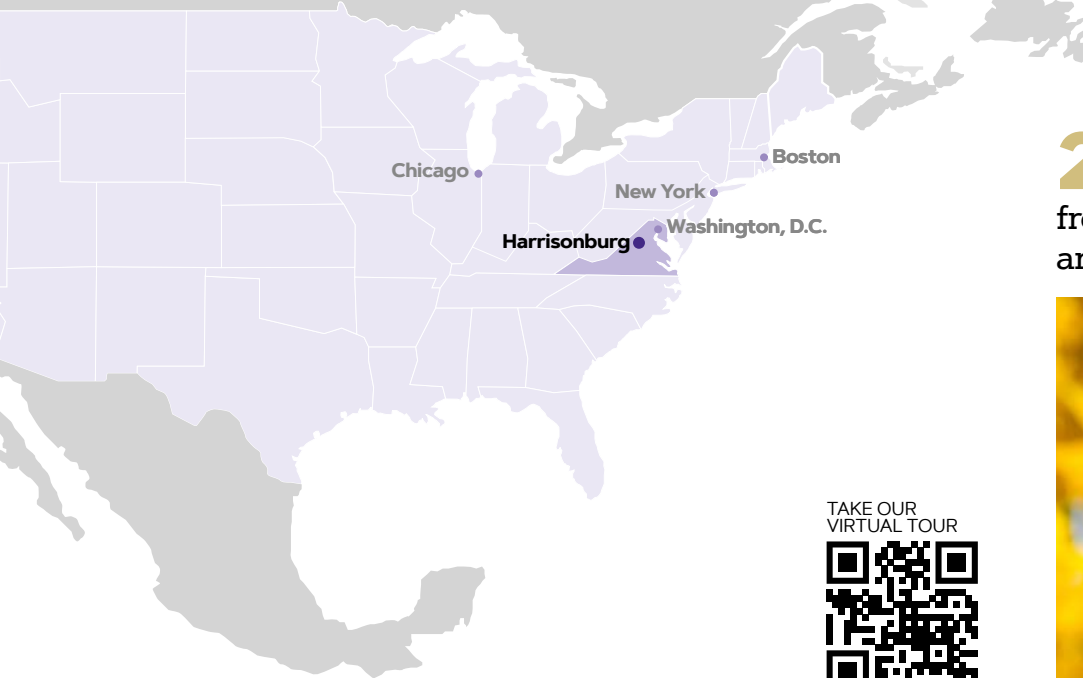 Chicago
Boston
New York
Washington, D.C.
Harrisonburg
TAKE OUR
VIRTUAL TOUR